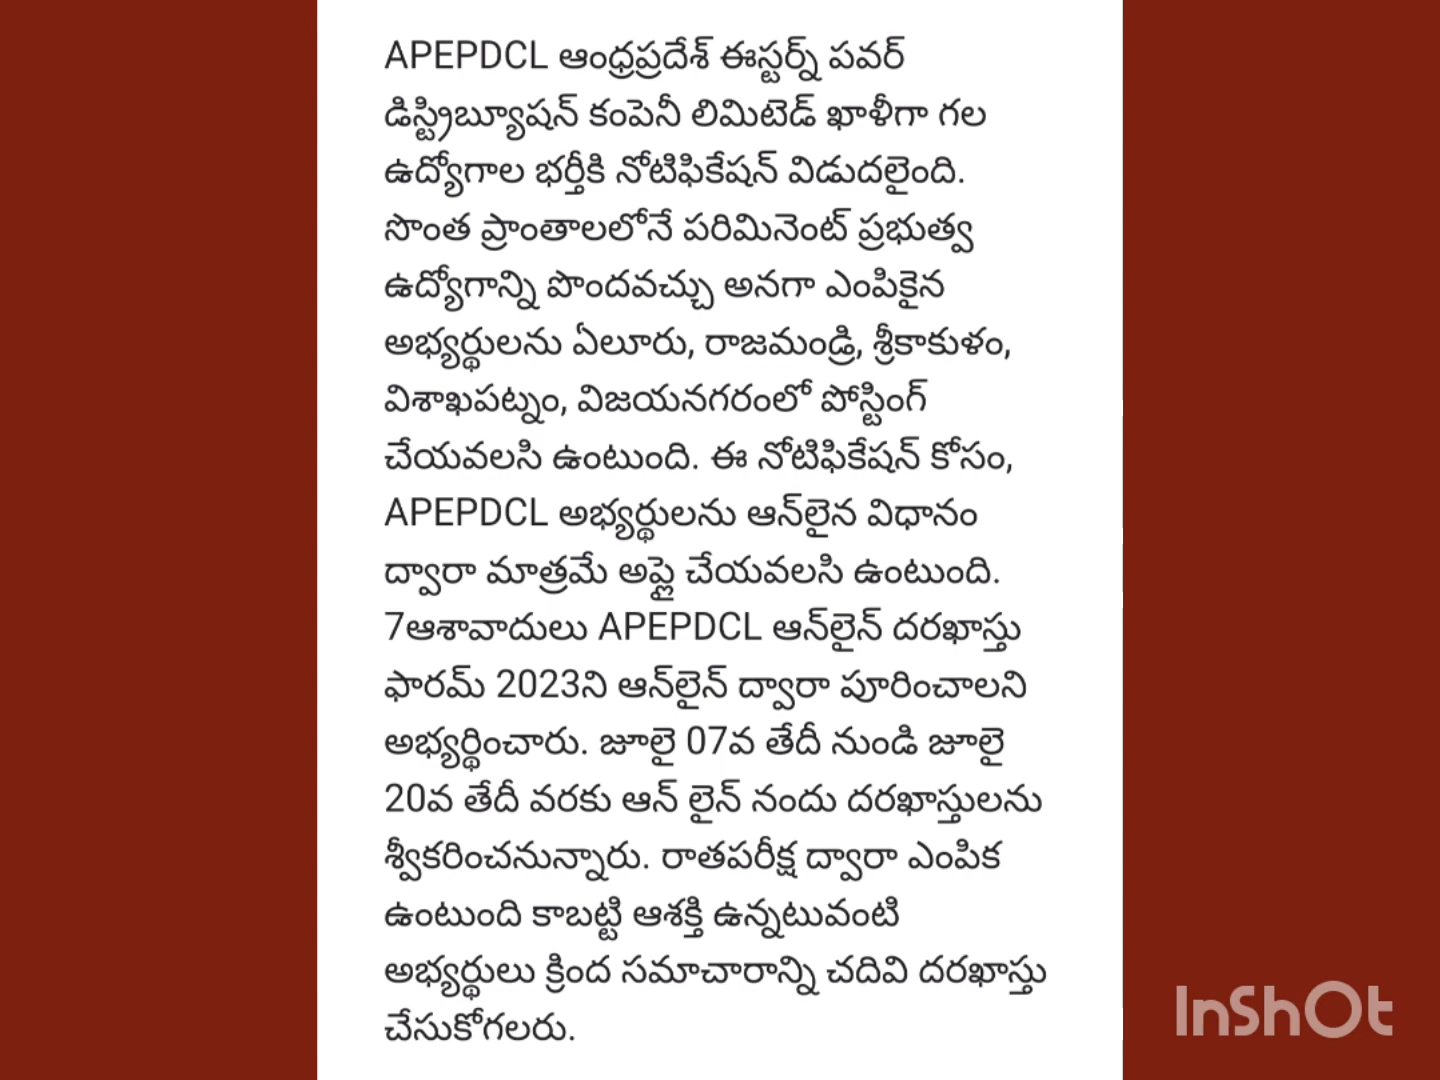 APEPDCL ఆంధ్రప్రదేశ్ ఈస్టర్న్ పవర్
డిస్ట్రిబ్యూషన్ కంపెనీ లిమిటెడ్ ఖాళీగా గల
ఉద్యోగాల భర్తీకి నోటిఫికేషన్ విడుదలైంది.
సొంత ప్రాంతాలలోనే పరిమినెంట్ ప్రభుత్వ
ఉద్యోగాన్ని పొందవచ్చు అనగా ఎంపికైన
అభ్యర్థులను ఏలూరు, రాజమండ్రి, శ్రీకాకుళం,
విశాఖపట్నం, విజయనగరంలో పోస్టింగ్
చేయవలసి ఉంటుంది. ఈ నోటిఫికేషన్ కోసం,
APEPDCL అభ్యర్థులను ఆన్‌లైన విధానం
ద్వారా మాత్రమే అప్లై చేయవలసి ఉంటుంది.
7ఆశావాదులు APEPDCL ఆన్‌లైన్ దరఖాస్తు
ఫారమ్ 2023ని ఆన్‌లైన్ ద్వారా పూరించాలని
అభ్యర్థించారు. జూలై 07వ తేదీ నుండి జూలై
20వ తేదీ వరకు ఆన్ లైన్ నందు దరఖాస్తులను
శ్వీకరించనున్నారు. రాతపరీక్ష ద్వారా ఎంపిక
ఉంటుంది కాబట్టి ఆశక్తి ఉన్నటువంటి
అభ్యర్థులు క్రింద సమాచారాన్ని చదివి దరఖాస్తు
చేసుకోగలరు.
InShOt